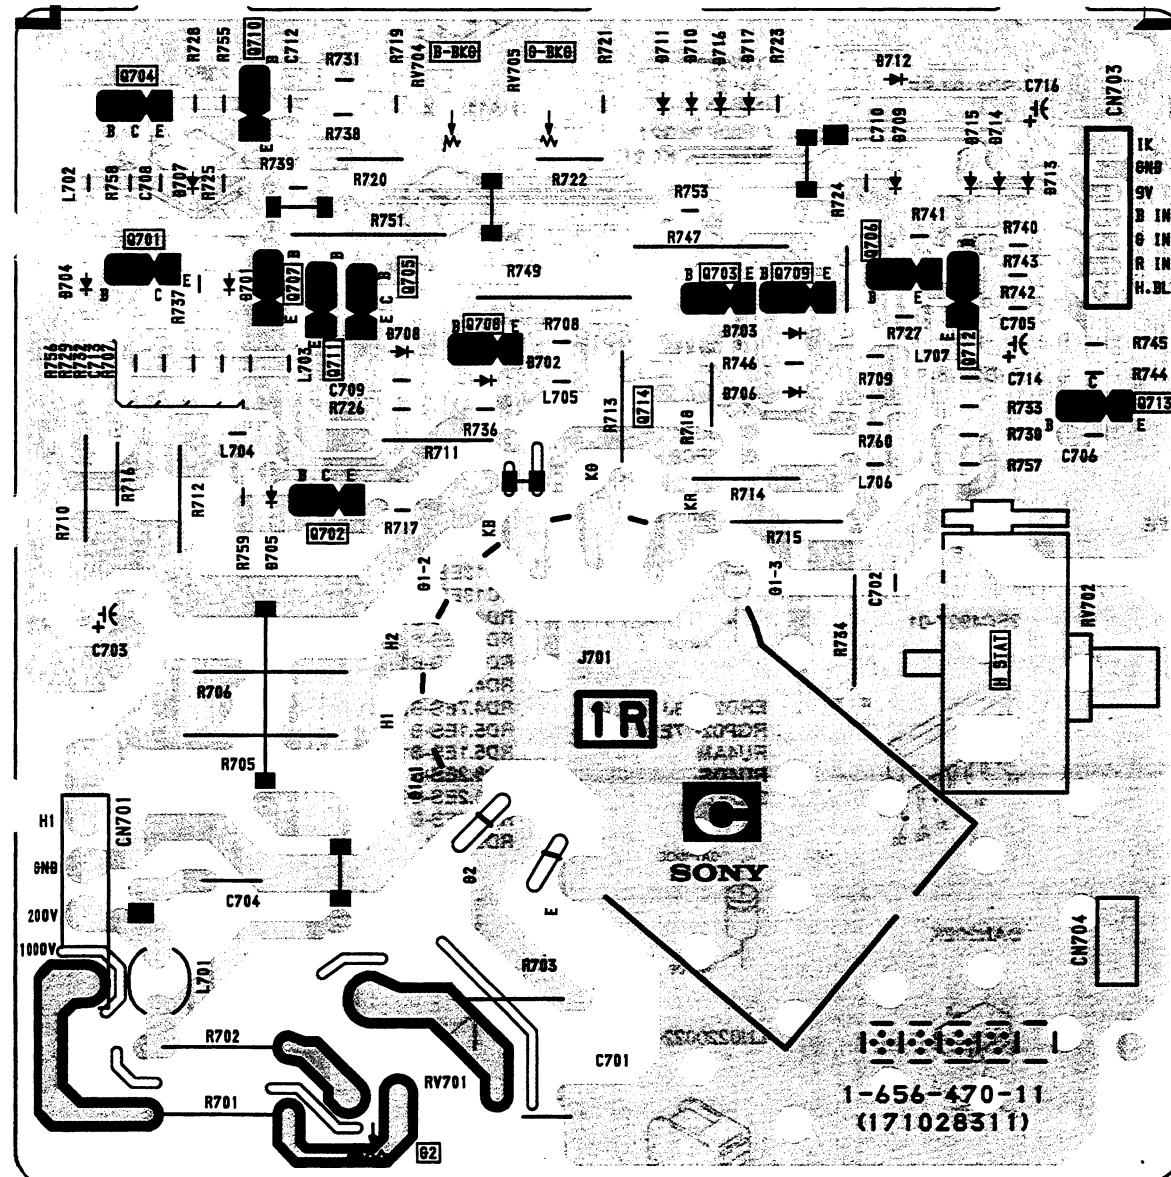 R728
R755
Q710
B
C712
R731
R719
RV704
B-BKG
RV705
G-BKG
R721
D711
D710
D716
D717
R723
D712
C716
CN703
Q704
B C E
E
R738
R739
C710
D709
D715
D714
IK
GND
9V
B IN
G IN
R IN
H.BL
L702
R758
C708
D707
R725
R720
R722
R753
R724
D713
R751
R747
R741
R740
Q701
B
C
E
Q707
B
E
Q705
B
C
E
R749
B Q703 E
B Q709 E
Q706
B
E
B
R743
R742
D704
R737
D701
Q711
E
D708
B Q708 E
R708
D703
R727
E
Q712
C705
R756
R729
R732
C713
R707
L703
D702
R746
L707
R745
C709
R726
L705
R713
Q714
R718
D706
R709
C714
R744
C
Q713
B
E
R736
R733
L704
R711
R760
R730
C706
R710
R716
R712
B C E
Q702
R717
KB
KG
KR
R714
L706
R757
R715
R759
D705
G1-2
G1-3
C702
RV702
C703
H2
J701
R734
H STAT
R706
H1
1R
R705
G1
H1
CN701
GND
200V
1000V
C
SONY
G2
C704
E
CN704
L701
R703
R702
C701
RV701
R701
G2
1-656-470-11
(171028311)